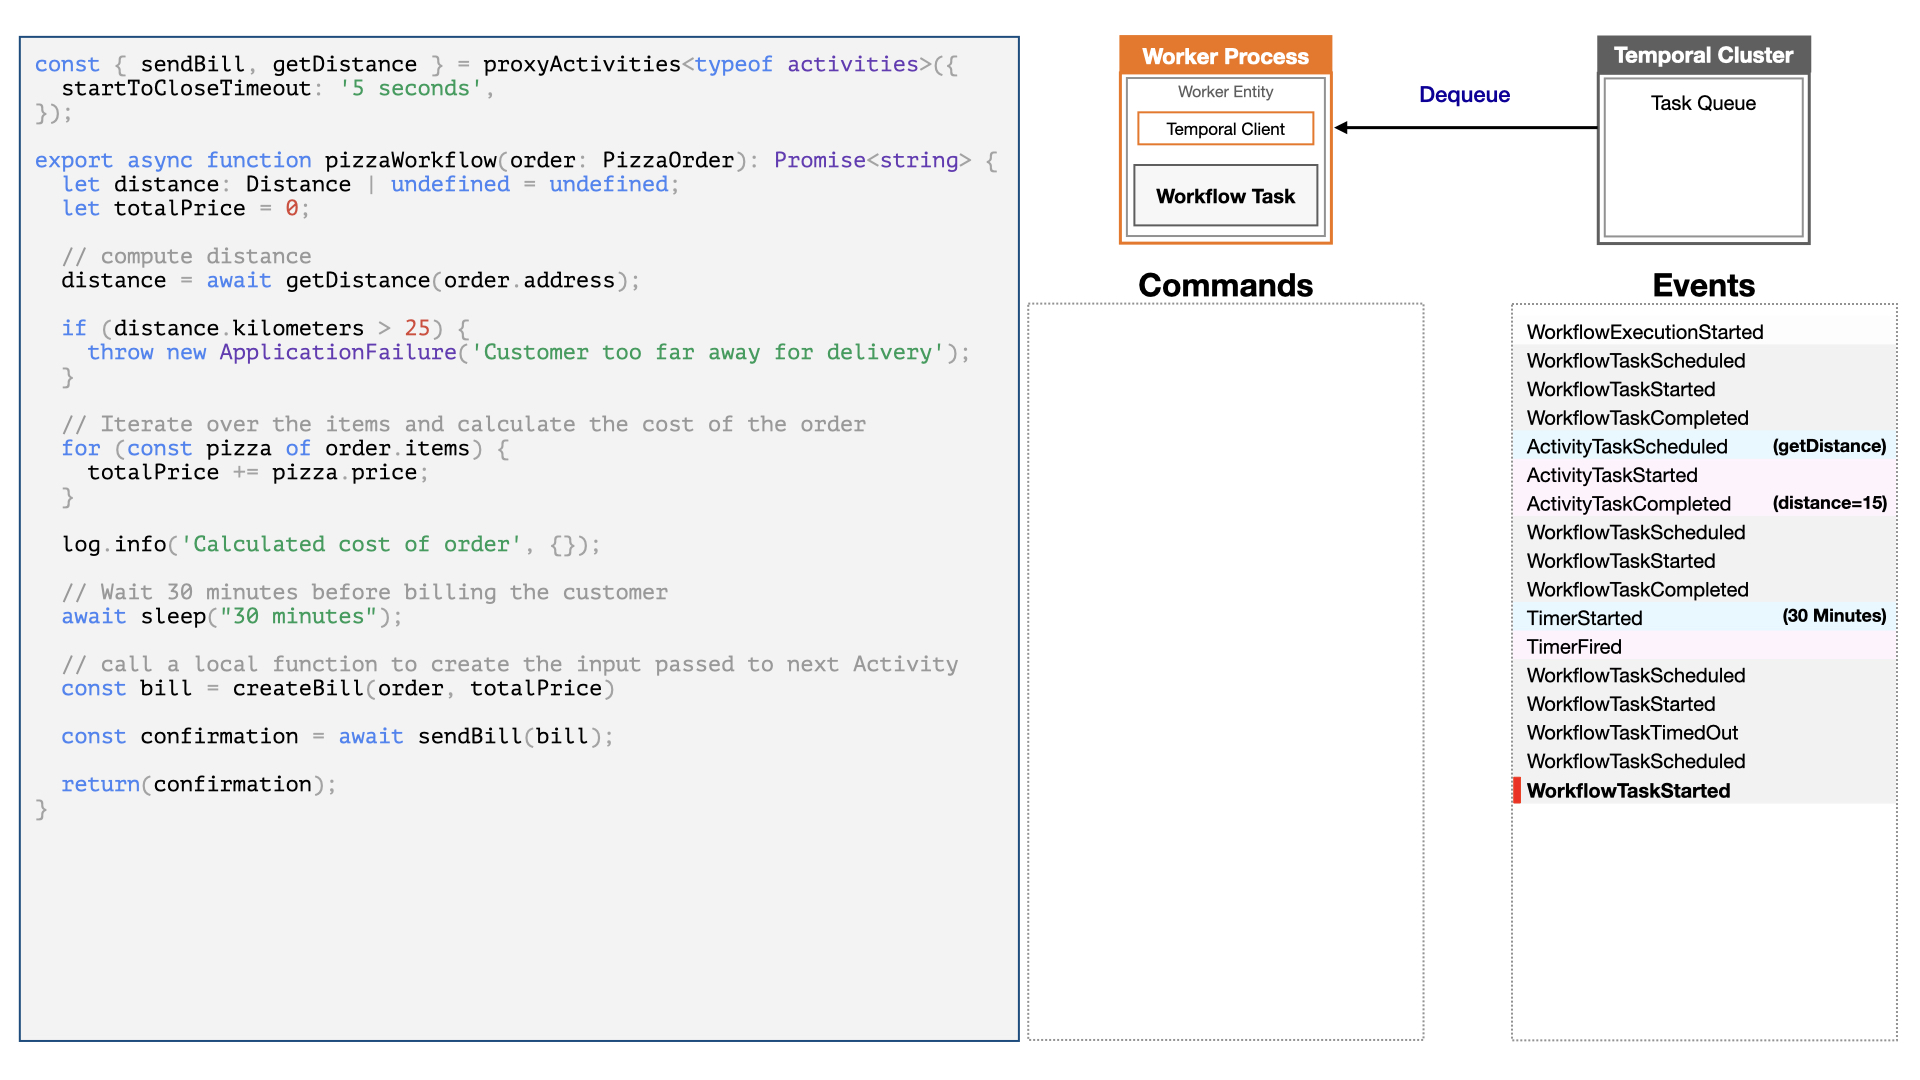 const { sendBill, getDistance } = proxyActivities<typeof activities>({
  startToCloseTimeout: '5 seconds',
});

export async function pizzaWorkflow(order: PizzaOrder): Promise<string> {
  let distance: Distance | undefined = undefined;
  let totalPrice = 0;

  // compute distance
  distance = await getDistance(order.address);

  if (distance.kilometers > 25) {
    throw new ApplicationFailure('Customer too far away for delivery');
  }

  // Iterate over the items and calculate the cost of the order
  for (const pizza of order.items) {
    totalPrice += pizza.price;
  }

  log.info('Calculated cost of order', {});

  // Wait 30 minutes before billing the customer
  await sleep("30 minutes");

  // call a local function to create the input passed to next Activity
  const bill = createBill(order, totalPrice)

  const confirmation = await sendBill(bill);

  return(confirmation);
}
Worker Process
Worker Entity
Temporal Client
Workflow Task
Dequeue
Temporal Cluster
Task Queue
Commands
Events
WorkflowExecutionStarted
WorkflowTaskScheduled
WorkflowTaskStarted
WorkflowTaskCompleted
ActivityTaskScheduled (getDistance)
ActivityTaskStarted
ActivityTaskCompleted (distance=15)
WorkflowTaskScheduled
WorkflowTaskStarted
WorkflowTaskCompleted
TimerStarted (30 Minutes)
TimerFired
WorkflowTaskScheduled
WorkflowTaskStarted
WorkflowTaskTimedOut
WorkflowTaskScheduled
WorkflowTaskStarted